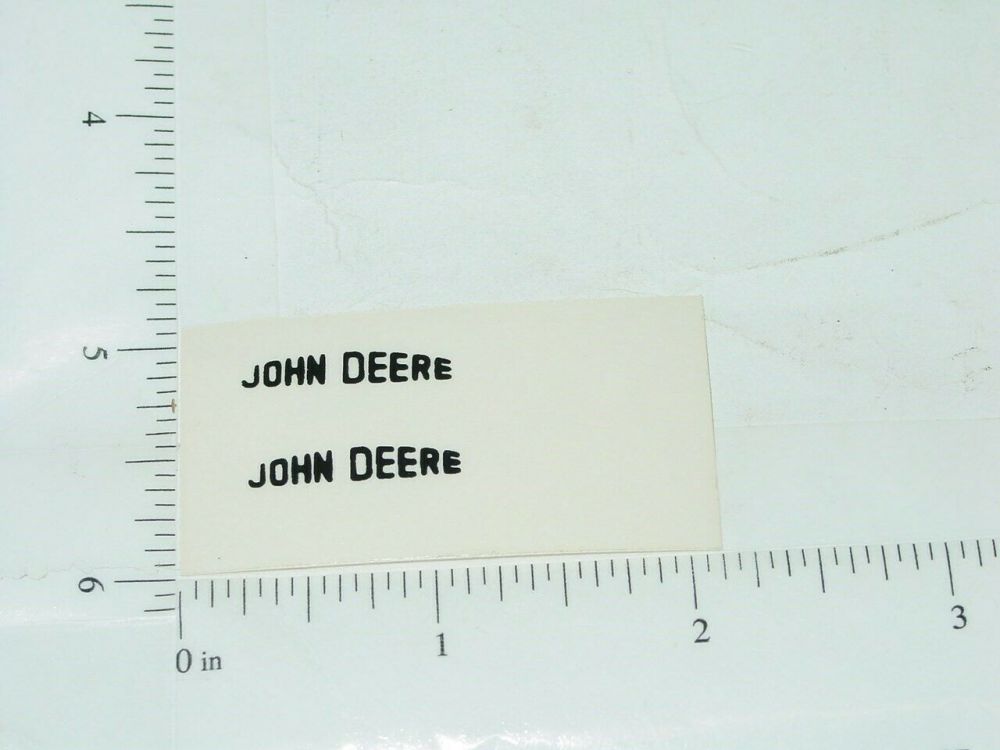 4
5
JOHN DEERE
JOHN DEERE
6
0 in 1 2 3